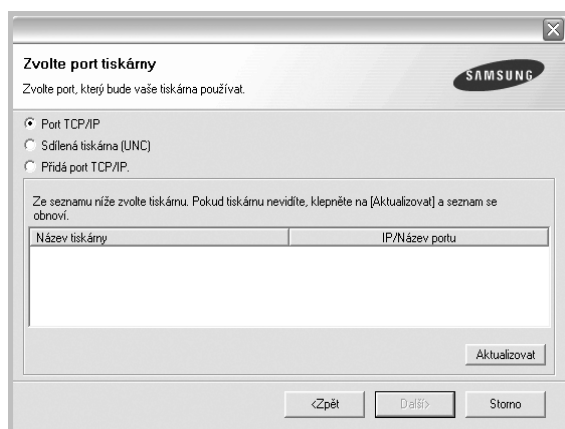 Zvolte port tiskárny
Zvolte port, který bude vaše tiskárna používat.
SAMSUNG
Port TCP/IP
Sdílená tiskárna (UNC)
Přidá port TCP/IP.
Ze seznamu níže zvolte tiskárnu. Pokud tiskárnu nevidíte, klepněte na [Aktualizovat] a seznam se
obnoví.
Název tiskárny IP/Název portu
Aktualizovat
<Zpět Další> Storno